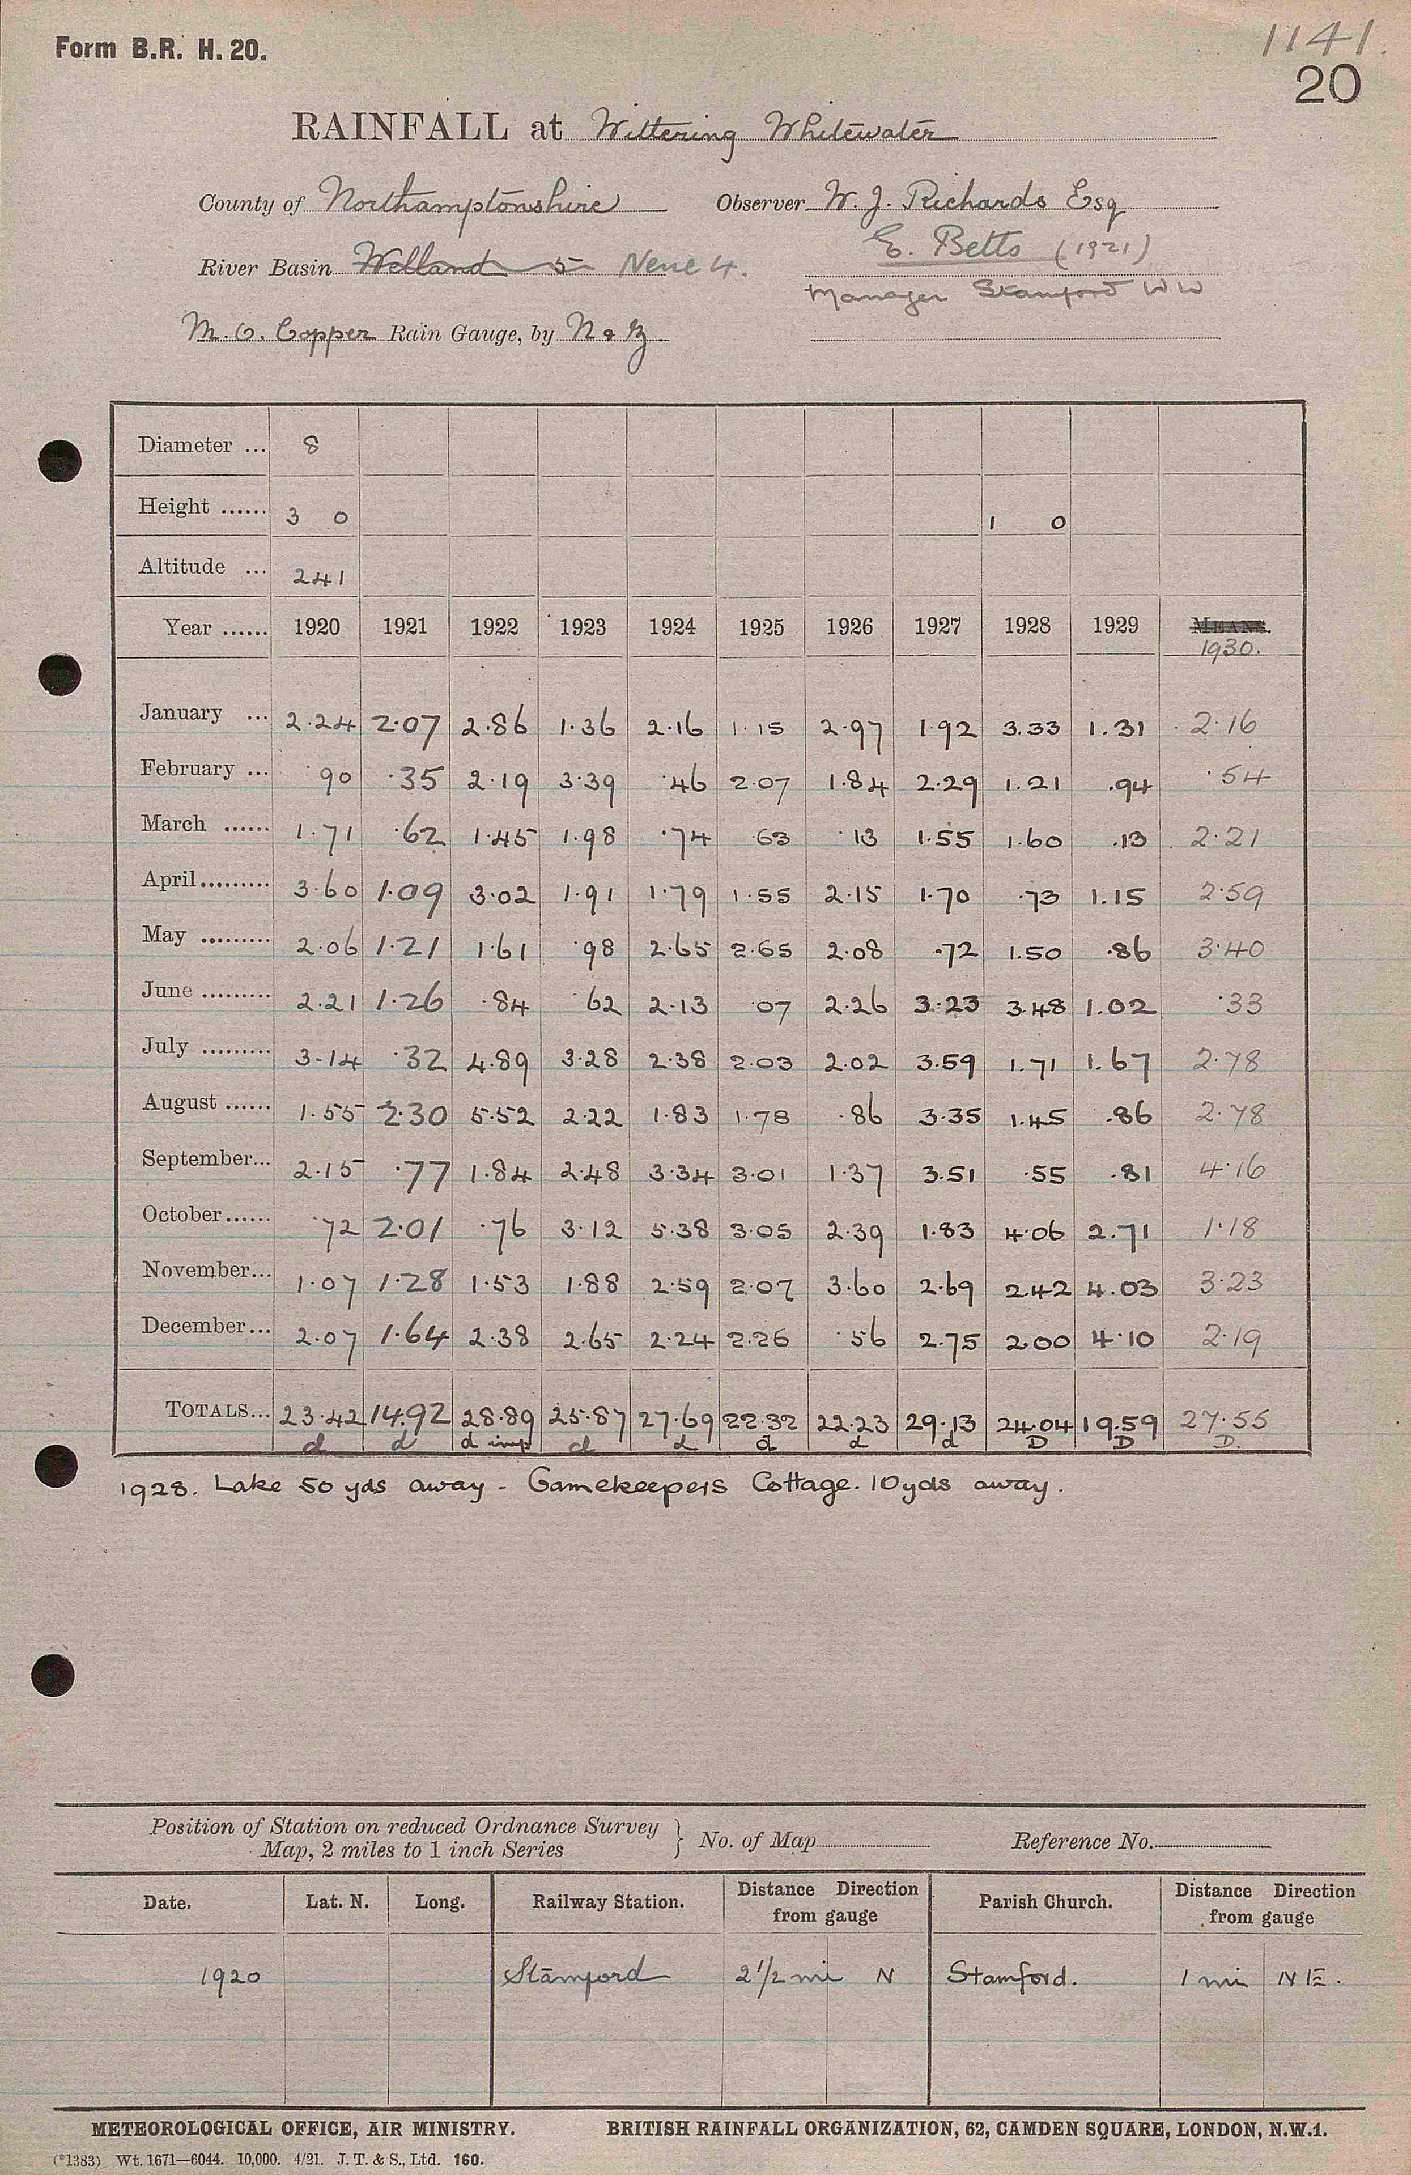 Form B.R. H. 20.
1141.
20
RAINFALL at Wittering Whitewater
County of Northamptonshire Observer W. J. Richards Esq
E. Betts (1921)
River Basin Welland 5 Nene 4.
Manager Stamford WW
M.O. Copper Rain Gauge, by N & Z
Diameter ... 8
Height ...... 3 0 1 0
Altitude ... 241
Year ...... 1920 1921 1922 1923 1924 1925 1926 1927 1928 1929 MEANS.
1930.
January ... 2.24 2.07 2.86 1.36 2.16 1.15 2.97 1.92 3.33 1.31 2.16
February ... .90 .35 2.19 3.39 .46 2.07 1.84 2.29 1.21 .94 .54
March ...... 1.71 .62 1.45 1.98 .74 .63 .13 1.55 1.60 .13 2.21
April ......... 3.60 1.09 3.02 1.91 1.79 1.55 2.15 1.70 .73 1.15 2.59
May ......... 2.06 1.21 1.61 .98 2.65 2.65 2.08 .72 1.50 .86 3.40
June ......... 2.21 1.26 .84 .62 2.13 .07 2.26 3.23 3.48 1.02 .33
July ......... 3.14 .32 4.89 3.28 2.38 2.03 2.02 3.59 1.71 1.67 2.78
August ...... 1.55 2.30 5.52 2.22 1.83 1.78 .86 3.35 1.45 .86 2.78
September... 2.15 .77 1.84 2.48 3.34 3.01 1.37 3.51 .55 .81 4.16
October...... .72 2.01 .76 3.12 5.38 3.05 2.39 1.83 4.06 2.71 1.18
November... 1.07 1.28 1.53 1.88 2.59 2.07 3.60 2.69 2.42 4.03 3.23
December... 2.07 1.64 2.38 2.65 2.24 2.26 .56 2.75 2.00 4.10 2.19
TOTALS... 23.42 14.92 28.89 25.87 27.69 22.32 22.23 29.13 24.04 19.59 27.55
d d d imp d d d d d D D D.
1928. Lake 50 yds away - Gamekeepers Cottage. 10yds away.
Position of Station on reduced Ordnance Survey
Map, 2 miles to 1 inch Series } No. of Map Reference No.
Date. Lat. N. Long. Railway Station. Distance Direction from gauge Parish Church. Distance Direction from gauge
1920 Stamford 2 1/2 mi N Stamford. 1 mi NE.
METEOROLOGICAL OFFICE, AIR MINISTRY. BRITISH RAINFALL ORGANIZATION, 62, CAMDEN SQUARE, LONDON, N.W.1.
(*1383) Wt. 1671—6044. 10,000. 4/21. J. T. & S., Ltd. 160.